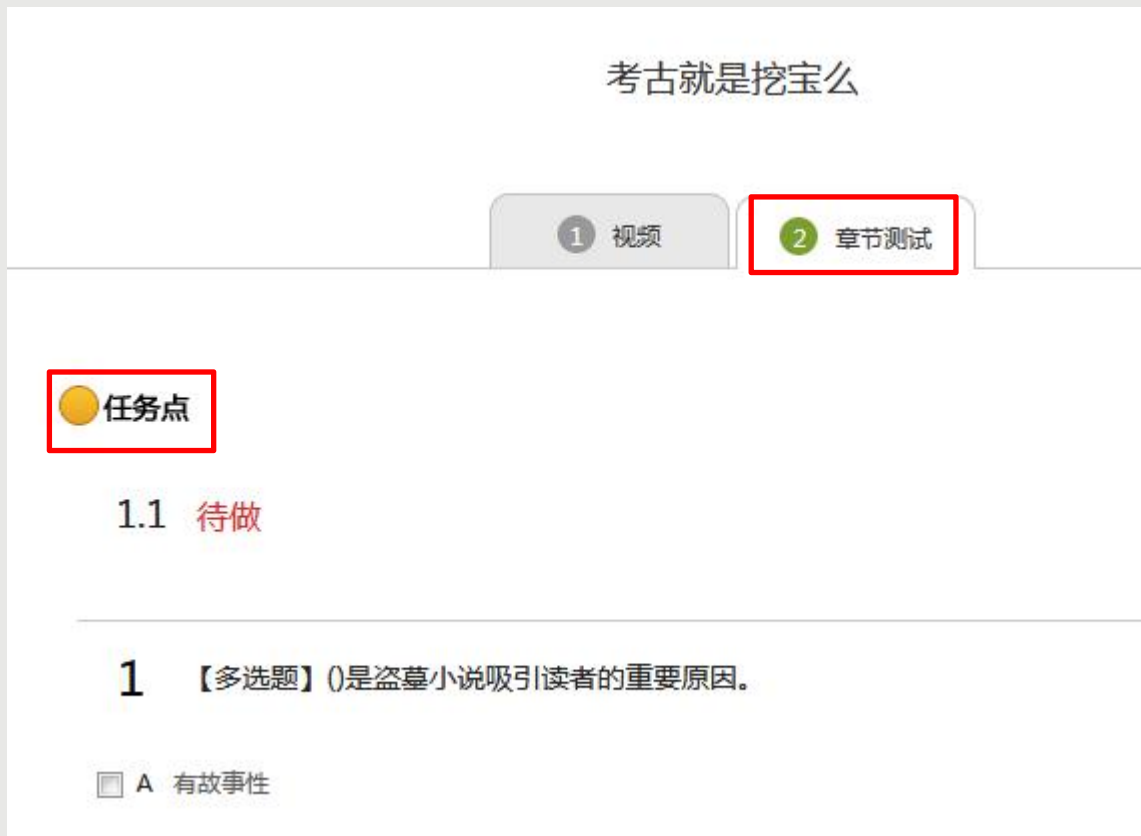 考古就是挖宝么
1 视频
2 章节测试
任务点
1.1 待做
1 【多选题】()是盗墓小说吸引读者的重要原因。
A 有故事性